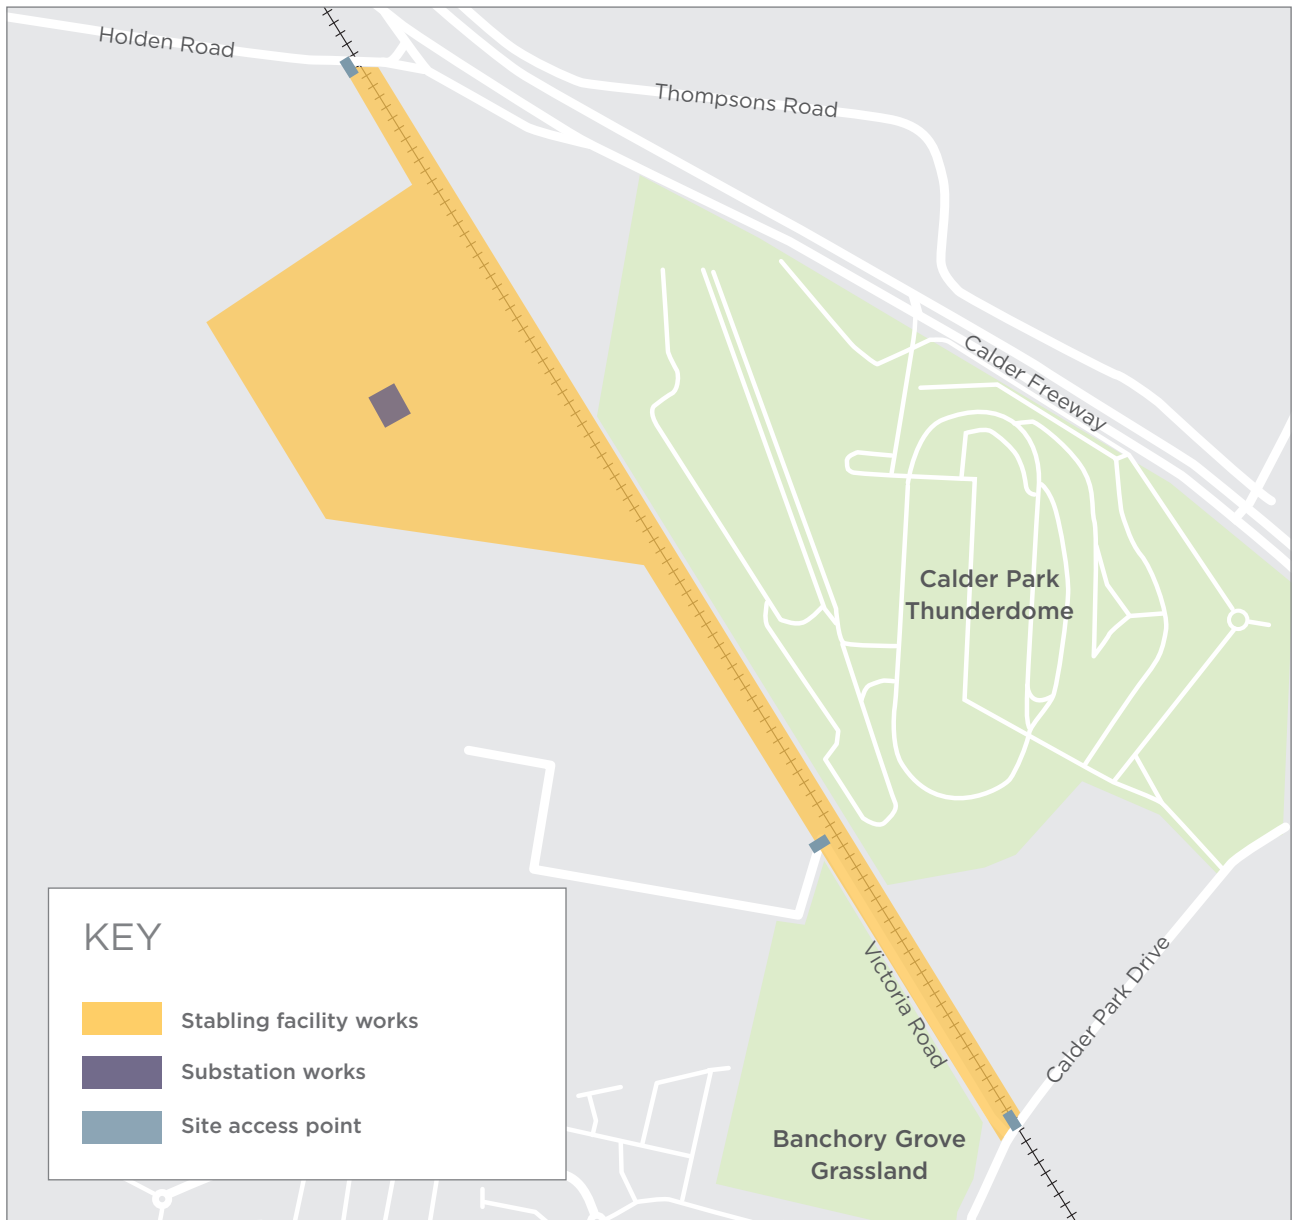 Holden Road
Thompsons Road
Calder Freeway
Calder Park
Thunderdome
Victoria Road
Calder Park Drive
Banchory Grove
Grassland
KEY
Stabling facility works
Substation works
Site access point